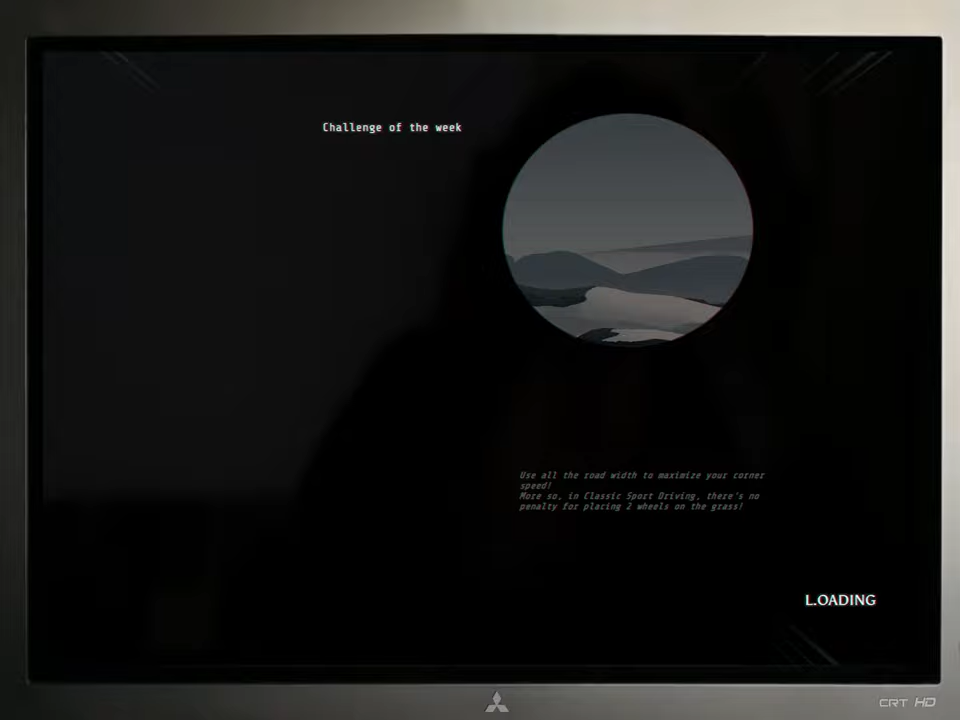 Challenge of the week
Use all the road width to maximize your corner
speed!
More so, in Classic Sport Driving, there's no
penalty for placing 2 wheels on the grass!
L.OADING
CRT HD